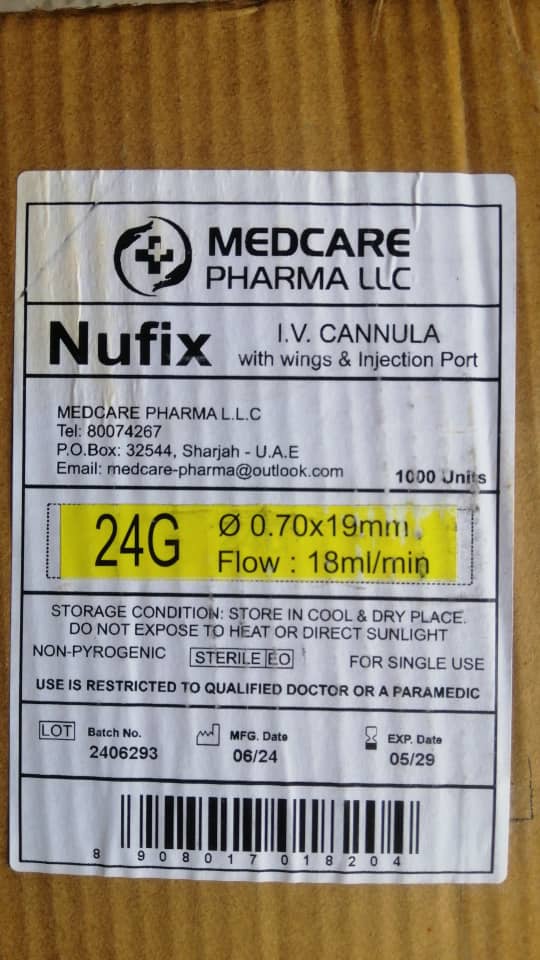 MEDCARE
PHARMA LLC
Nufix
I.V. CANNULA
with wings & Injection Port
MEDCARE PHARMA L.L.C
Tel: 80074267
P.O.Box: 32544, Sharjah - U.A.E
Email: medcare-pharma@outlook.com
1000 Units
24G
Ø 0.70x19mm
Flow : 18ml/min
STORAGE CONDITION: STORE IN COOL & DRY PLACE.
DO NOT EXPOSE TO HEAT OR DIRECT SUNLIGHT
NON-PYROGENIC STERILE EO FOR SINGLE USE
USE IS RESTRICTED TO QUALIFIED DOCTOR OR A PARAMEDIC
LOT Batch No.
2406293
MFG. Date
06/24
EXP. Date
05/29
8 908017 018204